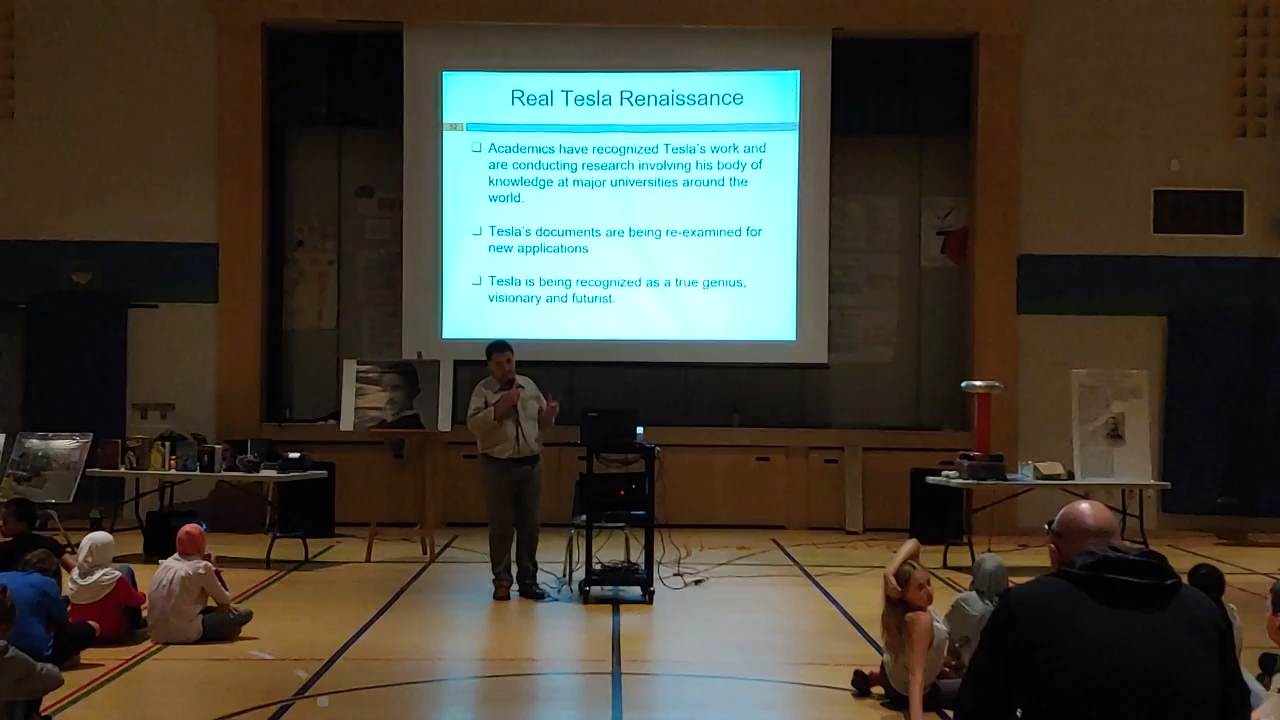 Real Tesla Renaissance
52
Academics have recognized Tesla's work and
are conducting research involving his body of
knowledge at major universities around the
world.
Tesla's documents are being re-examined for
new applications
Tesla is being recognized as a true genius,
visionary and futurist.